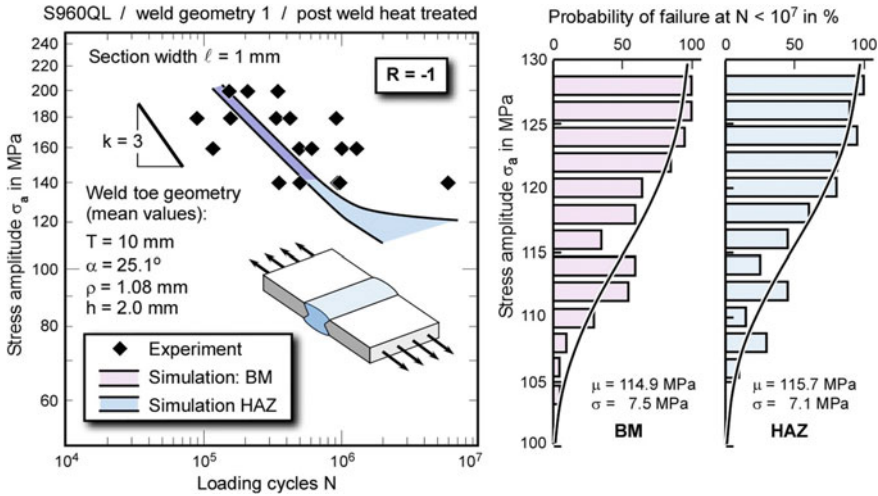 S960QL / weld geometry 1 / post weld heat treated
240
220
200
180
160
140
120
100
80
60
Stress amplitude σa in MPa
Section width ℓ = 1 mm
R = -1
k = 3
Weld toe geometry
(mean values):
T = 10 mm
α = 25.1º
ρ = 1.08 mm
h = 2.0 mm
Experiment
Simulation: BM
Simulation HAZ
10⁴ 10⁵ 10⁶ 10⁷
Loading cycles N
Probability of failure at N < 10⁷ in %
0 50 100 0 50 100
130
125
120
115
110
105
100
Stress amplitude σa in MPa
μ = 114.9 MPa
σ = 7.5 MPa
BM
μ = 115.7 MPa
σ = 7.1 MPa
HAZ